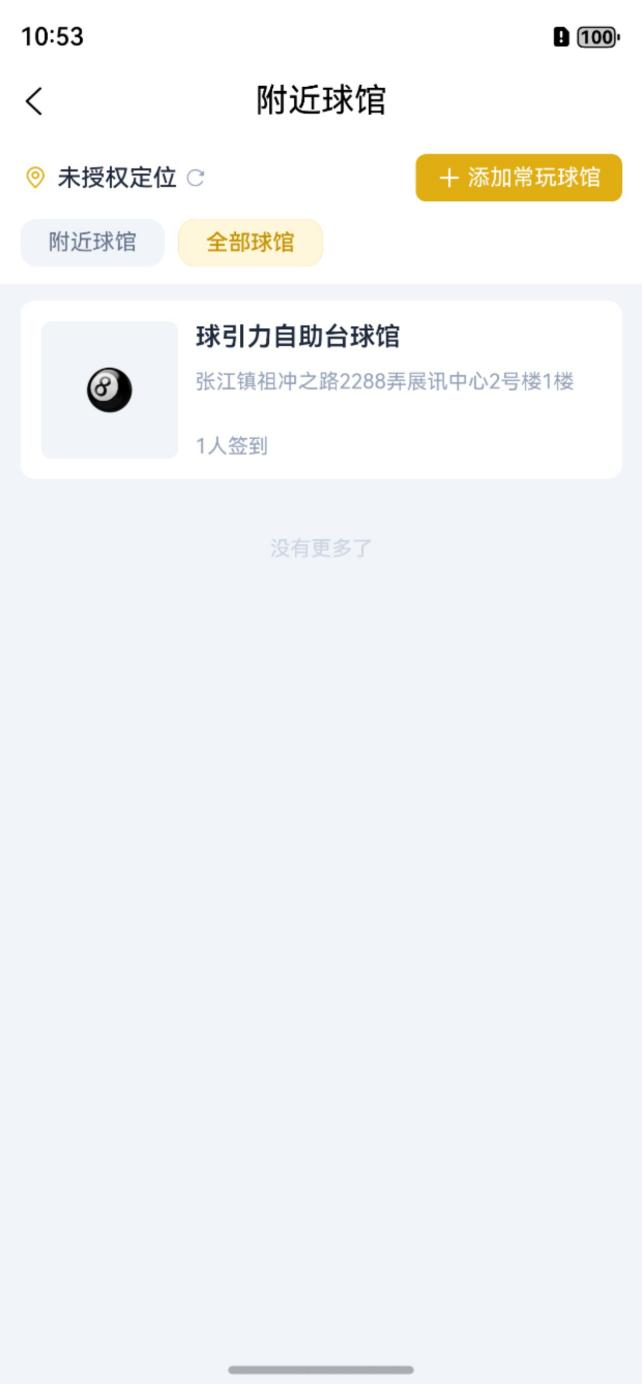 10:53
100
附近球馆
未授权定位
+ 添加常玩球馆
附近球馆
全部球馆
8
球引力自助台球馆
张江镇祖冲之路2288弄展讯中心2号楼1楼
1人签到
没有更多了